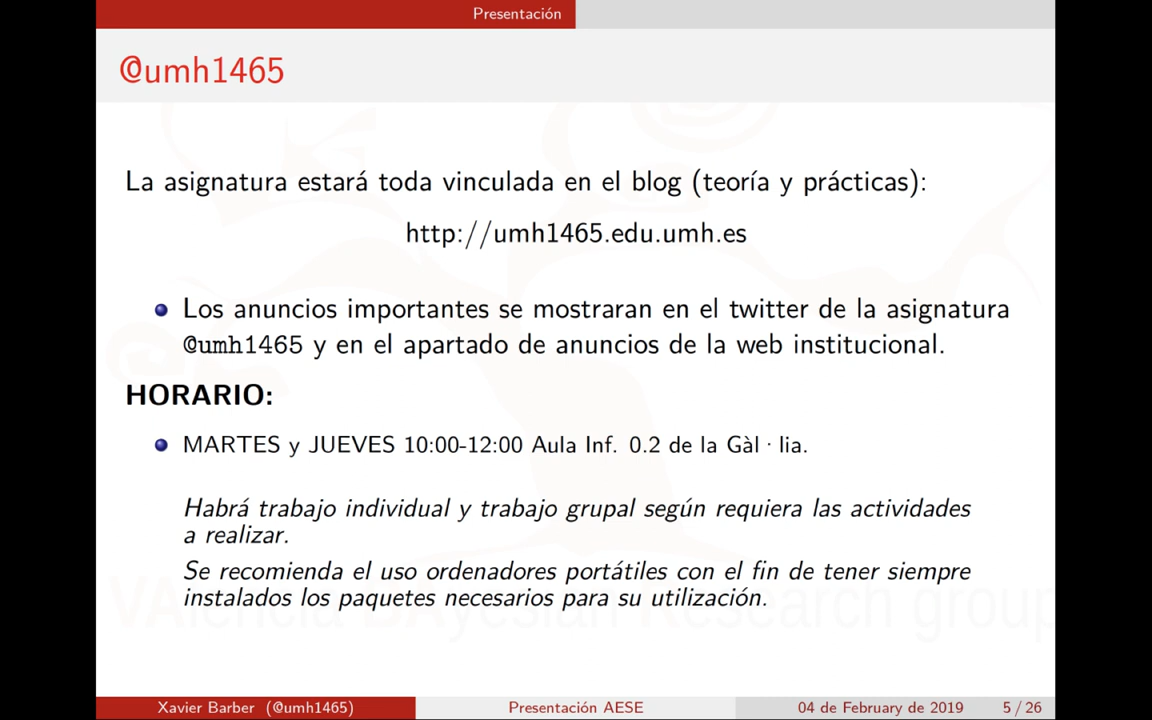 Presentación
@umh1465
La asignatura estará toda vinculada en el blog (teoría y prácticas):
http://umh1465.edu.umh.es
Los anuncios importantes se mostraran en el twitter de la asignatura
@umh1465 y en el apartado de anuncios de la web institucional.
HORARIO:
MARTES y JUEVES 10:00-12:00 Aula Inf. 0.2 de la Gàl · lia.
Habrá trabajo individual y trabajo grupal según requiera las actividades
a realizar.
Se recomienda el uso ordenadores portátiles con el fin de tener siempre
instalados los paquetes necesarios para su utilización.
VAlencia BAyesian Research group
Xavier Barber (@umh1465)
Presentación AESE
04 de February de 2019
5 / 26